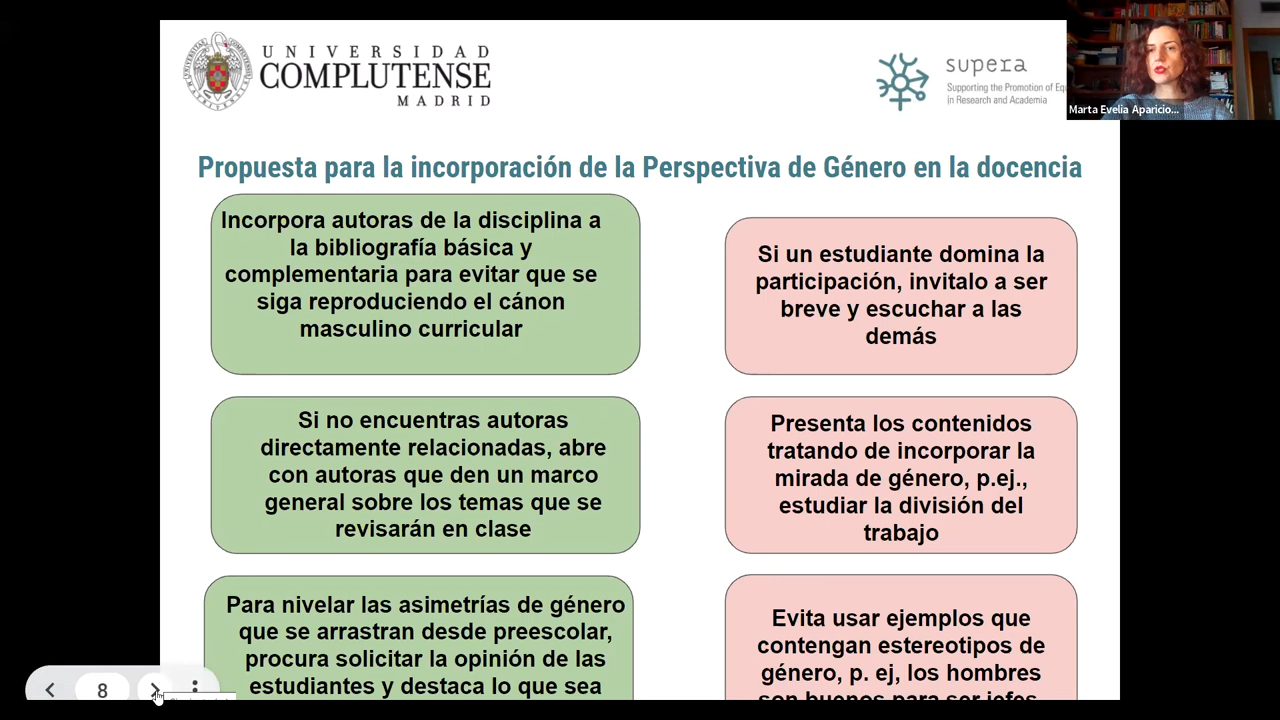 UNIVERSIDAD
COMPLUTENSE
MADRID
supera
Supporting the Promotion of
in Research and Academia
Marta Evelia Aparicio...
Propuesta para la incorporación de la Perspectiva de Género en la docencia
Incorpora autoras de la disciplina a
la bibliografía básica y
complementaria para evitar que se
siga reproduciendo el cánon
masculino curricular
Si un estudiante domina la
participación, invitalo a ser
breve y escuchar a las
demás
Si no encuentras autoras
directamente relacionadas, abre
con autoras que den un marco
general sobre los temas que se
revisarán en clase
Presenta los contenidos
tratando de incorporar la
mirada de género, p.ej.,
estudiar la división del
trabajo
Para nivelar las asimetrías de género
que se arrastran desde preescolar,
procura solicitar la opinión de las
estudiantes y destaca lo que sea
Evita usar ejemplos que
contengan estereotipos de
género, p. ej, los hombres
son buenos para ser jefes
8